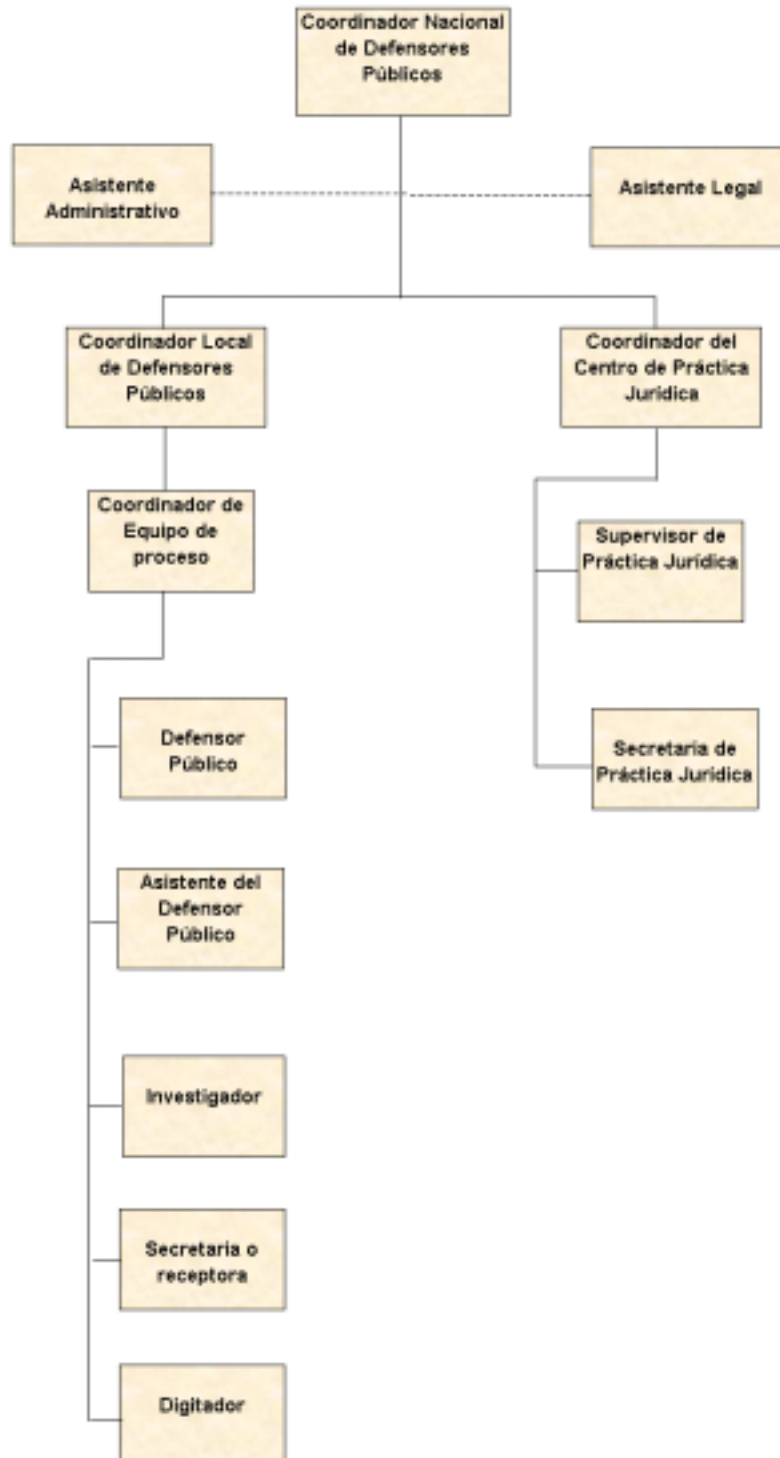 Coordinador Nacional
de Defensores
Públicos
Asistente
Administrativo
Asistente Legal
Coordinador Local
de Defensores
Públicos
Coordinador del
Centro de Práctica
Jurídica
Coordinador de
Equipo de
proceso
Supervisor de
Práctica Jurídica
Defensor
Público
Secretaria de
Práctica Jurídica
Asistente del
Defensor
Público
Investigador
Secretaria o
receptora
Digitador